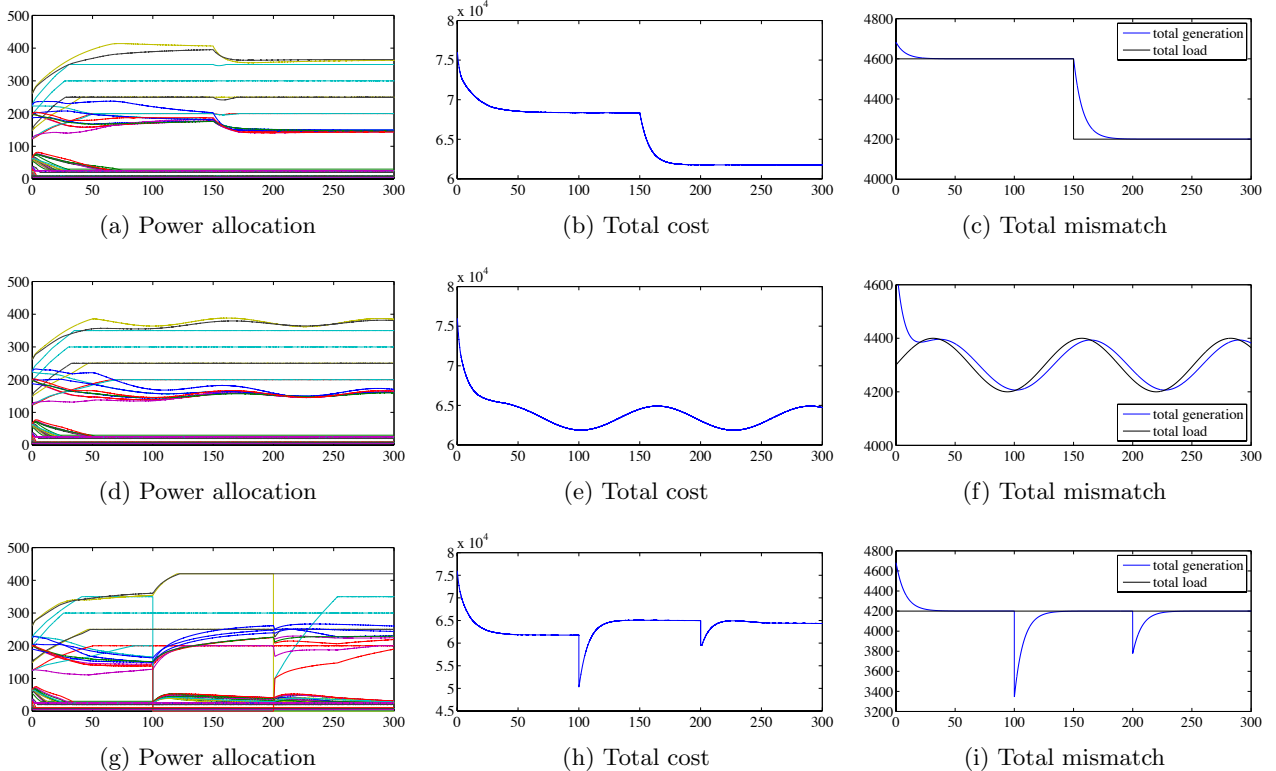 500
400
300
200
100
0
0 50 100 150 200 250 300
(a) Power allocation
x 10⁴
8
7.5
7
6.5
6
0 50 100 150 200 250 300
(b) Total cost
4800
4600
4400
4200
4000
total generation
total load
0 50 100 150 200 250 300
(c) Total mismatch
500
400
300
200
100
0
0 50 100 150 200 250 300
(d) Power allocation
x 10⁴
8
7.5
7
6.5
6
0 50 100 150 200 250 300
(e) Total cost
4600
4400
4200
4000
total generation
total load
0 50 100 150 200 250 300
(f) Total mismatch
500
400
300
200
100
0
0 50 100 150 200 250 300
(g) Power allocation
x 10⁴
8
7.5
7
6.5
6
5.5
5
4.5
0 50 100 150 200 250 300
(h) Total cost
4800
4600
4400
4200
4000
3800
3600
3400
3200
total generation
total load
0 50 100 150 200 250 300
(i) Total mismatch